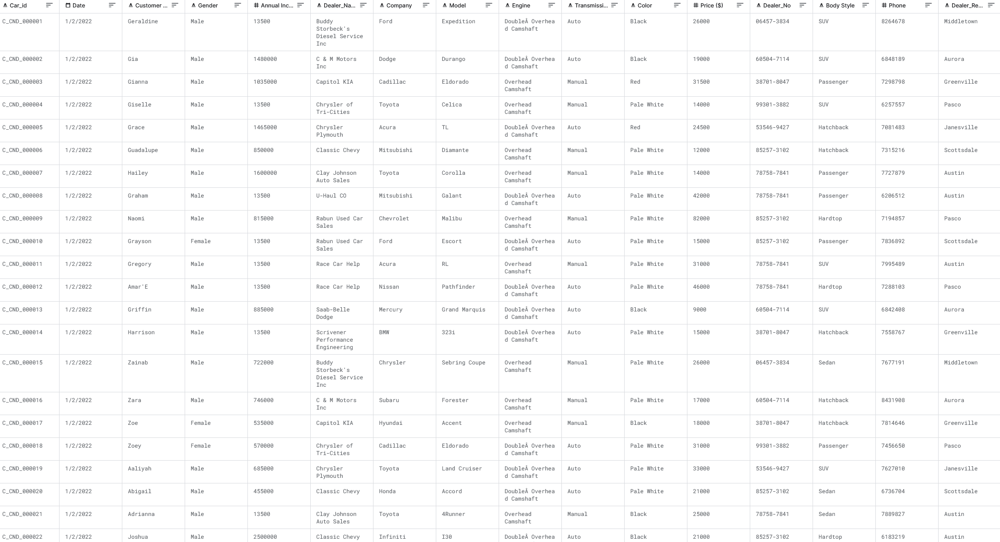 Car_id Date Customer ... Gender Annual Inc... Dealer_Na... Company Model Engine Transmissi... Color Price ($) Dealer_No Body Style Phone Dealer_Re...
C_CND_000001 1/2/2022 Geraldine Male 13500 Buddy Ford Expedition DoubleÂ Overhea Auto Black 26000 06457-3834 SUV 8264678 Middletown
Storbeck's d Camshaft
Diesel Service
Inc
C_CND_000002 1/2/2022 Gia Male 1480000 C & M Motors Dodge Durango DoubleÂ Overhea Auto Black 19000 60504-7114 SUV 6848189 Aurora
Inc d Camshaft
C_CND_000003 1/2/2022 Gianna Male 1035000 Capitol KIA Cadillac Eldorado Overhead Manual Red 31500 38701-8047 Passenger 7298798 Greenville
Camshaft
C_CND_000004 1/2/2022 Giselle Male 13500 Chrysler of Toyota Celica Overhead Manual Pale White 14000 99301-3882 SUV 6257557 Pasco
Tri-Cities Camshaft
C_CND_000005 1/2/2022 Grace Male 1465000 Chrysler Acura TL DoubleÂ Overhea Auto Red 24500 53546-9427 Hatchback 7081483 Janesville
Plymouth d Camshaft
C_CND_000006 1/2/2022 Guadalupe Male 850000 Classic Chevy Mitsubishi Diamante Overhead Manual Pale White 12000 85257-3102 Hatchback 7315216 Scottsdale
Camshaft
C_CND_000007 1/2/2022 Hailey Male 1600000 Clay Johnson Toyota Corolla Overhead Manual Pale White 14000 78758-7841 Passenger 7727879 Austin
Auto Sales Camshaft
C_CND_000008 1/2/2022 Graham Male 13500 U-Haul CO Mitsubishi Galant DoubleÂ Overhea Auto Pale White 42000 78758-7841 Passenger 6206512 Austin
d Camshaft
C_CND_000009 1/2/2022 Naomi Male 815000 Rabun Used Car Chevrolet Malibu Overhead Manual Pale White 82000 85257-3102 Hardtop 7194857 Pasco
Sales Camshaft
C_CND_000010 1/2/2022 Grayson Female 13500 Rabun Used Car Ford Escort DoubleÂ Overhea Auto Pale White 15000 85257-3102 Passenger 7836892 Scottsdale
Sales d Camshaft
C_CND_000011 1/2/2022 Gregory Male 13500 Race Car Help Acura RL Overhead Manual Pale White 31000 78758-7841 SUV 7995489 Austin
Camshaft
C_CND_000012 1/2/2022 Amar'E Male 13500 Race Car Help Nissan Pathfinder DoubleÂ Overhea Auto Pale White 46000 78758-7841 Hardtop 7288103 Pasco
d Camshaft
C_CND_000013 1/2/2022 Griffin Male 885000 Saab-Belle Mercury Grand Marquis DoubleÂ Overhea Auto Black 9000 60504-7114 SUV 6842408 Aurora
Dodge d Camshaft
C_CND_000014 1/2/2022 Harrison Male 13500 Scrivener BMW 323i DoubleÂ Overhea Auto Pale White 15000 38701-8047 Hatchback 7558767 Greenville
Performance d Camshaft
Engineering
C_CND_000015 1/2/2022 Zainab Male 722000 Buddy Chrysler Sebring Coupe Overhead Manual Pale White 26000 06457-3834 Sedan 7677191 Middletown
Storbeck's Camshaft
Diesel Service
Inc
C_CND_000016 1/2/2022 Zara Male 746000 C & M Motors Subaru Forester Overhead Manual Pale White 17000 60504-7114 Hatchback 8431908 Aurora
Inc Camshaft
C_CND_000017 1/2/2022 Zoe Female 535000 Capitol KIA Hyundai Accent Overhead Manual Black 18000 38701-8047 Hatchback 7814646 Greenville
Camshaft
C_CND_000018 1/2/2022 Zoey Female 570000 Chrysler of Cadillac Eldorado DoubleÂ Overhea Auto Pale White 31000 99301-3882 Passenger 7456650 Pasco
Tri-Cities d Camshaft
C_CND_000019 1/2/2022 Aaliyah Male 685000 Chrysler Toyota Land Cruiser DoubleÂ Overhea Auto Pale White 33000 53546-9427 SUV 7627010 Janesville
Plymouth d Camshaft
C_CND_000020 1/2/2022 Abigail Male 455000 Classic Chevy Honda Accord DoubleÂ Overhea Auto Pale White 21000 85257-3102 Sedan 6736704 Scottsdale
d Camshaft
C_CND_000021 1/2/2022 Adrianna Male 13500 Clay Johnson Toyota 4Runner Overhead Manual Black 25000 78758-7841 Sedan 7889827 Austin
Auto Sales Camshaft
C_CND_000022 1/2/2022 Joshua Male 2500000 Classic Chevy Infiniti I30 DoubleÂ Overhea Auto Black 21000 85257-3102 Hardtop 6183219 Austin